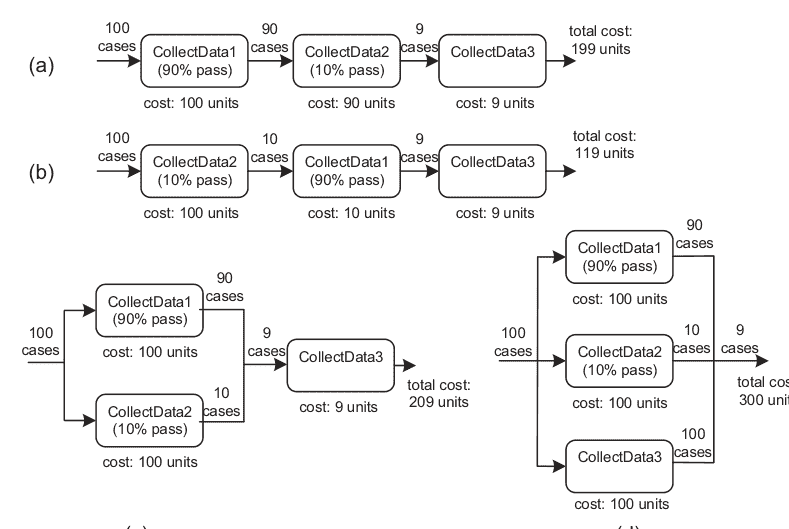 (a)
100
cases
CollectData1
(90% pass)
cost: 100 units
90
cases
CollectData2
(10% pass)
cost: 90 units
9
cases
CollectData3
cost: 9 units
total cost:
199 units
(b)
100
cases
CollectData2
(10% pass)
cost: 100 units
10
cases
CollectData1
(90% pass)
cost: 10 units
9
cases
CollectData3
cost: 9 units
total cost:
119 units
100
cases
CollectData1
(90% pass)
cost: 100 units
90
cases
CollectData2
(10% pass)
cost: 100 units
10
cases
9
cases
CollectData3
cost: 9 units
total cost:
209 units
100
cases
CollectData1
(90% pass)
cost: 100 units
90
cases
CollectData2
(10% pass)
cost: 100 units
10
cases
CollectData3
cost: 100 units
100
cases
9
cases
total
300